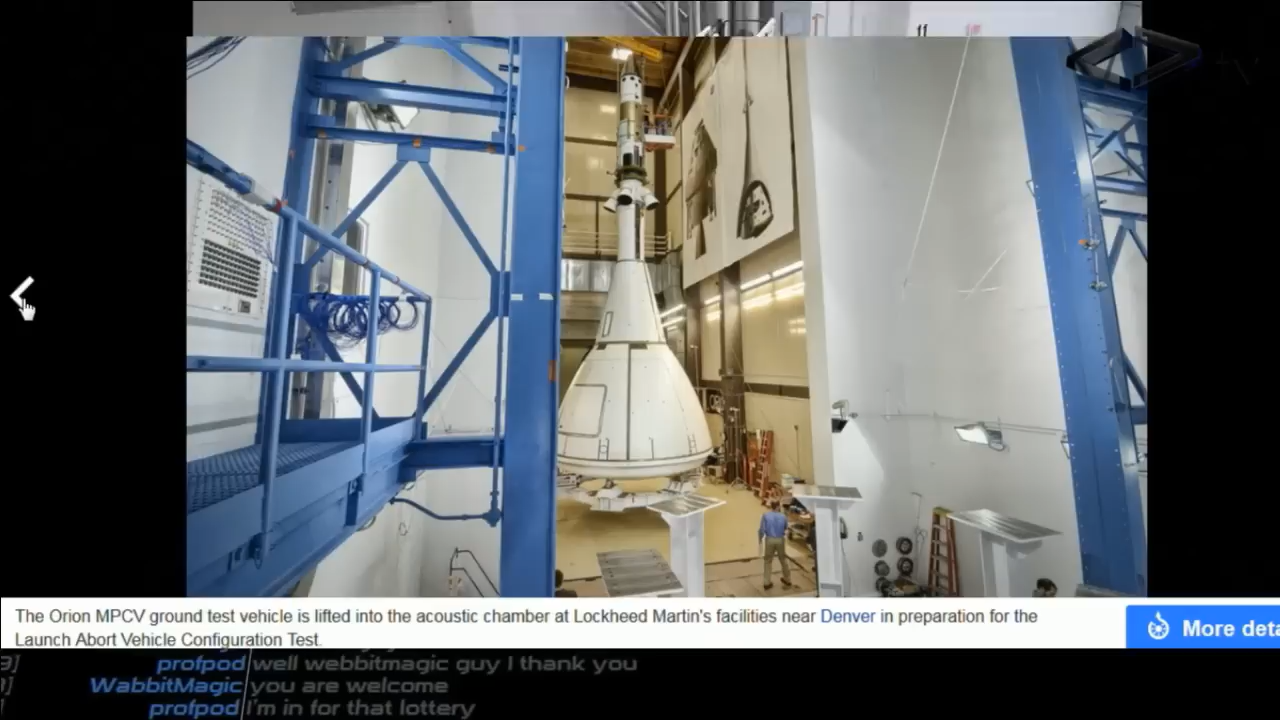 The Orion MPCV ground test vehicle is lifted into the acoustic chamber at Lockheed Martin's facilities near Denver in preparation for the
Launch Abort Vehicle Configuration Test.
More deta
9] profpod well webbitmagic guy I thank you
3] WabbitMagic you are welcome
profpod I'm in for that lottery